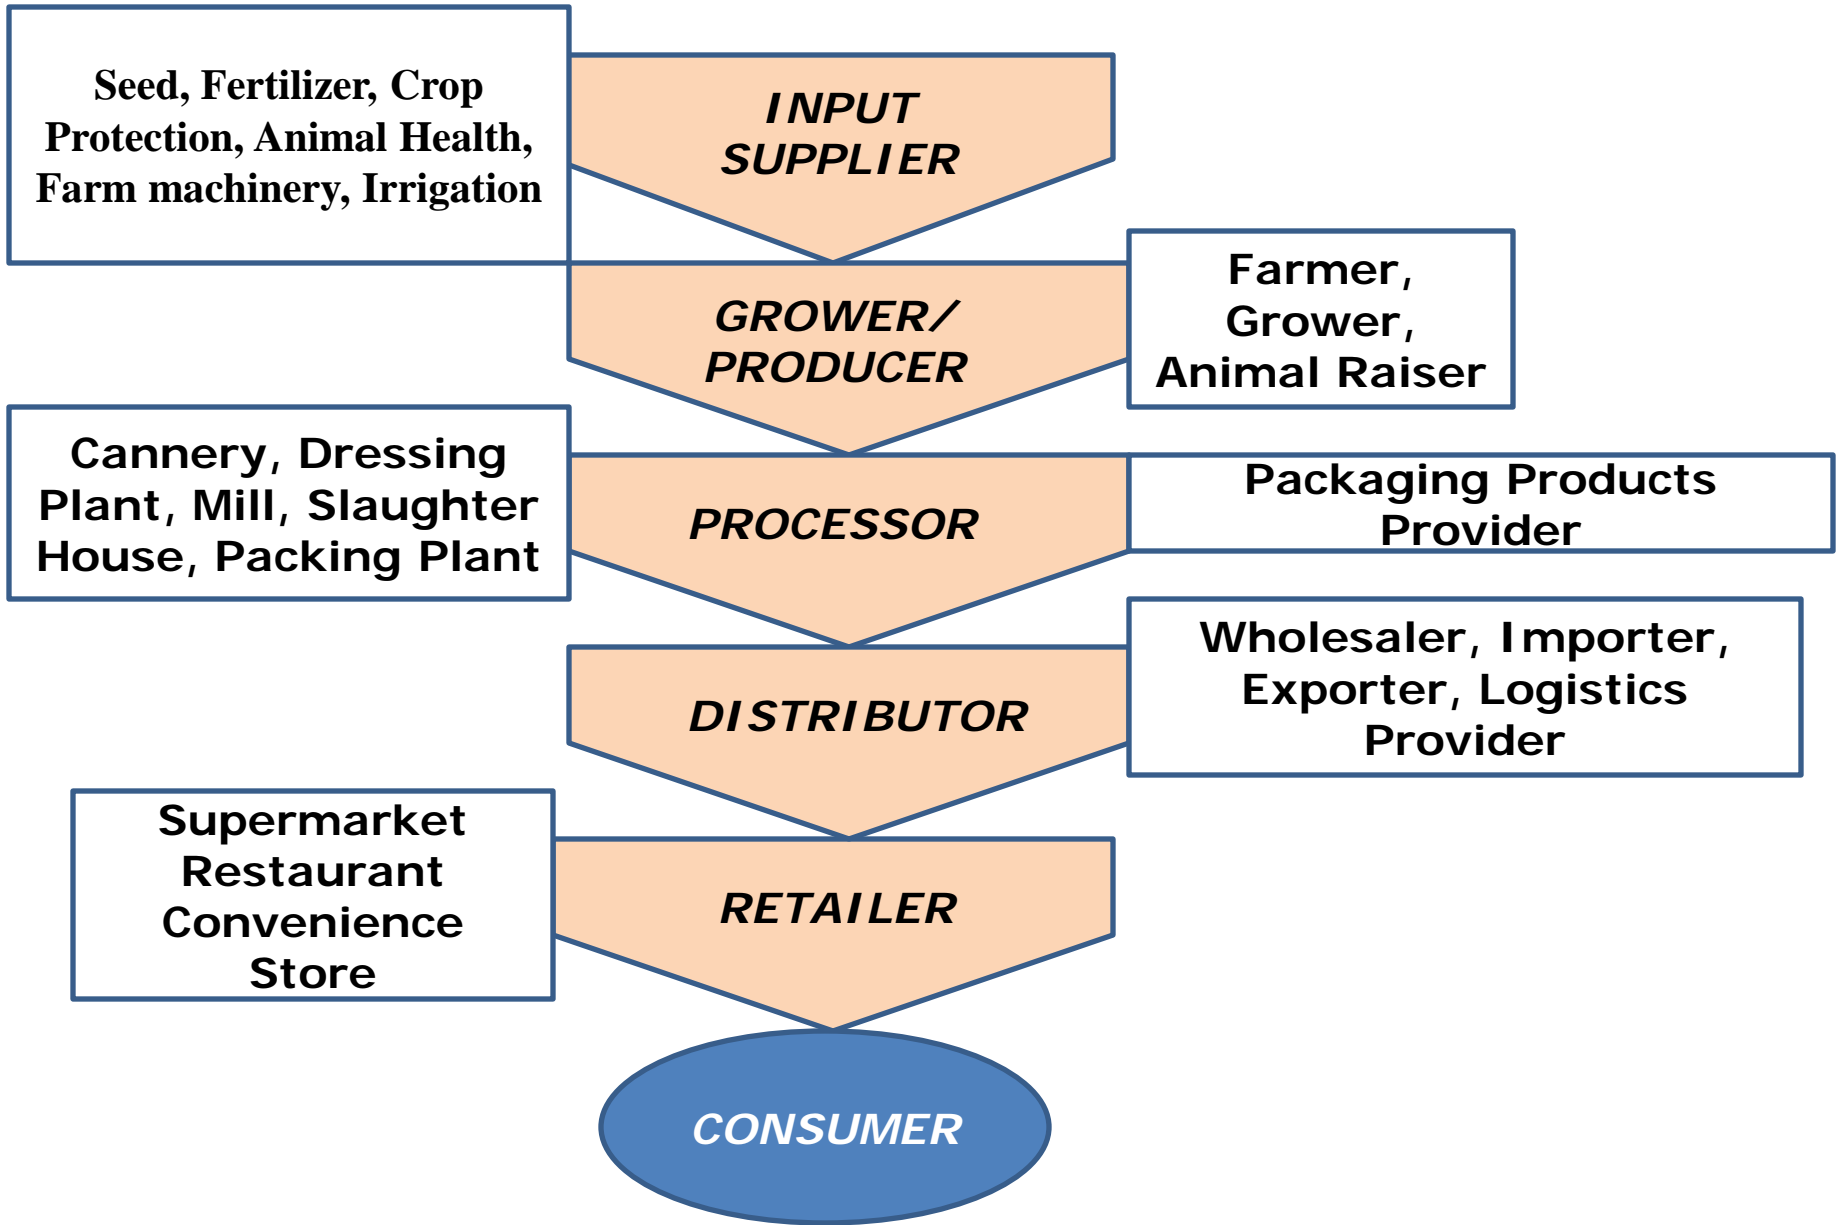 Seed, Fertilizer, Crop
Protection, Animal Health,
Farm machinery, Irrigation
INPUT
SUPPLIER
GROWER/
PRODUCER
Farmer,
Grower,
Animal Raiser
Cannery, Dressing
Plant, Mill, Slaughter
House, Packing Plant
PROCESSOR
Packaging Products
Provider
DISTRIBUTOR
Wholesaler, Importer,
Exporter, Logistics
Provider
Supermarket
Restaurant
Convenience
Store
RETAILER
CONSUMER